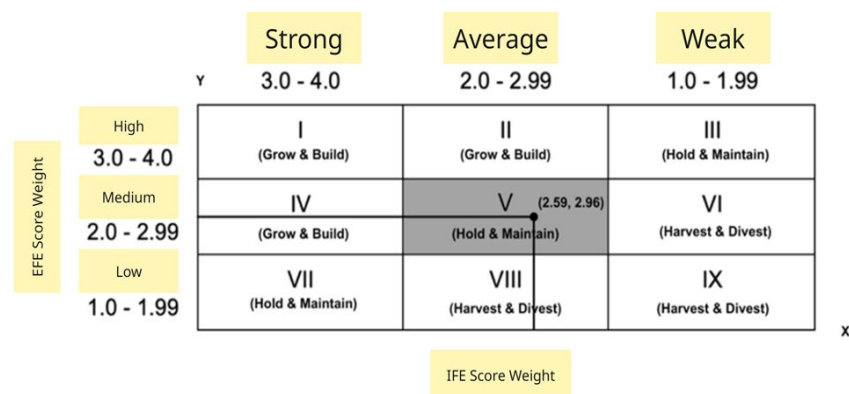 Strong Average Weak
Y 3.0 - 4.0 2.0 - 2.99 1.0 - 1.99
High
3.0 - 4.0
I II III
(Grow & Build) (Grow & Build) (Hold & Maintain)
EFE Score Weight
Medium
2.0 - 2.99
IV V (2.59, 2.96) VI
(Grow & Build) (Hold & Maintain) (Harvest & Divest)
Low
1.0 - 1.99
VII VIII IX
(Hold & Maintain) (Harvest & Divest) (Harvest & Divest)
X
IFE Score Weight